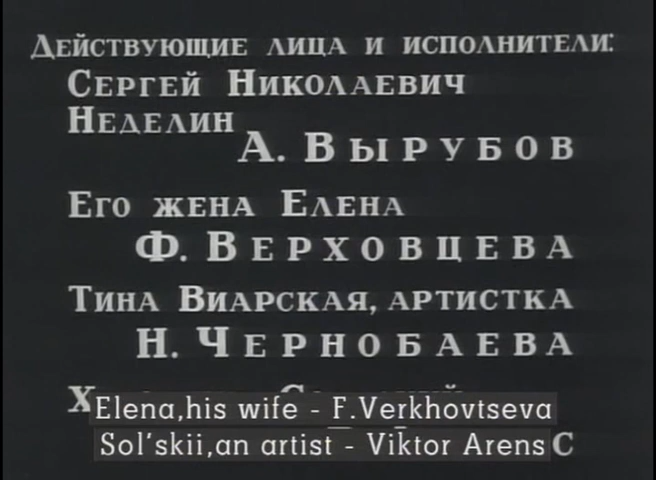 Действующие лица и исполнители:
Сергей Николаевич
Неделин
А. Вырубов
Его жена Елена
Ф. Верховцева
Тина Виарская, артистка
Н. Чернобаева
Elena,his wife - F.Verkhovtseva
Sol'skii,an artist - Viktor Arens